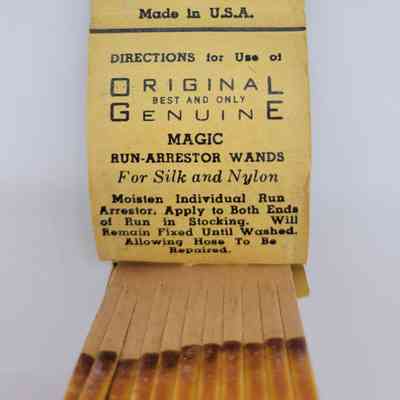 Made in U.S.A.
DIRECTIONS for Use of
ORIGINAL
BEST AND ONLY
GENUINE
OGLE
MAGIC
RUN-ARRESTOR WANDS
For Silk and Nylon
Moisten Individual Run
Arrestor. Apply to Both Ends
of Run in Stocking. Will
Remain Fixed Until Washed.
Allowing Hose To Be
Repaired.